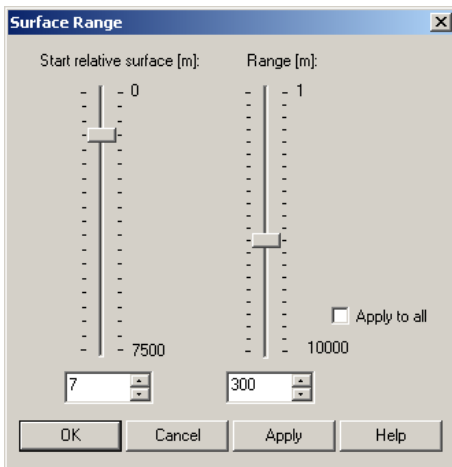 Surface Range
Start relative surface [m]: Range [m]:
0 1
Apply to all
7500 10000
7 300
OK Cancel Apply Help